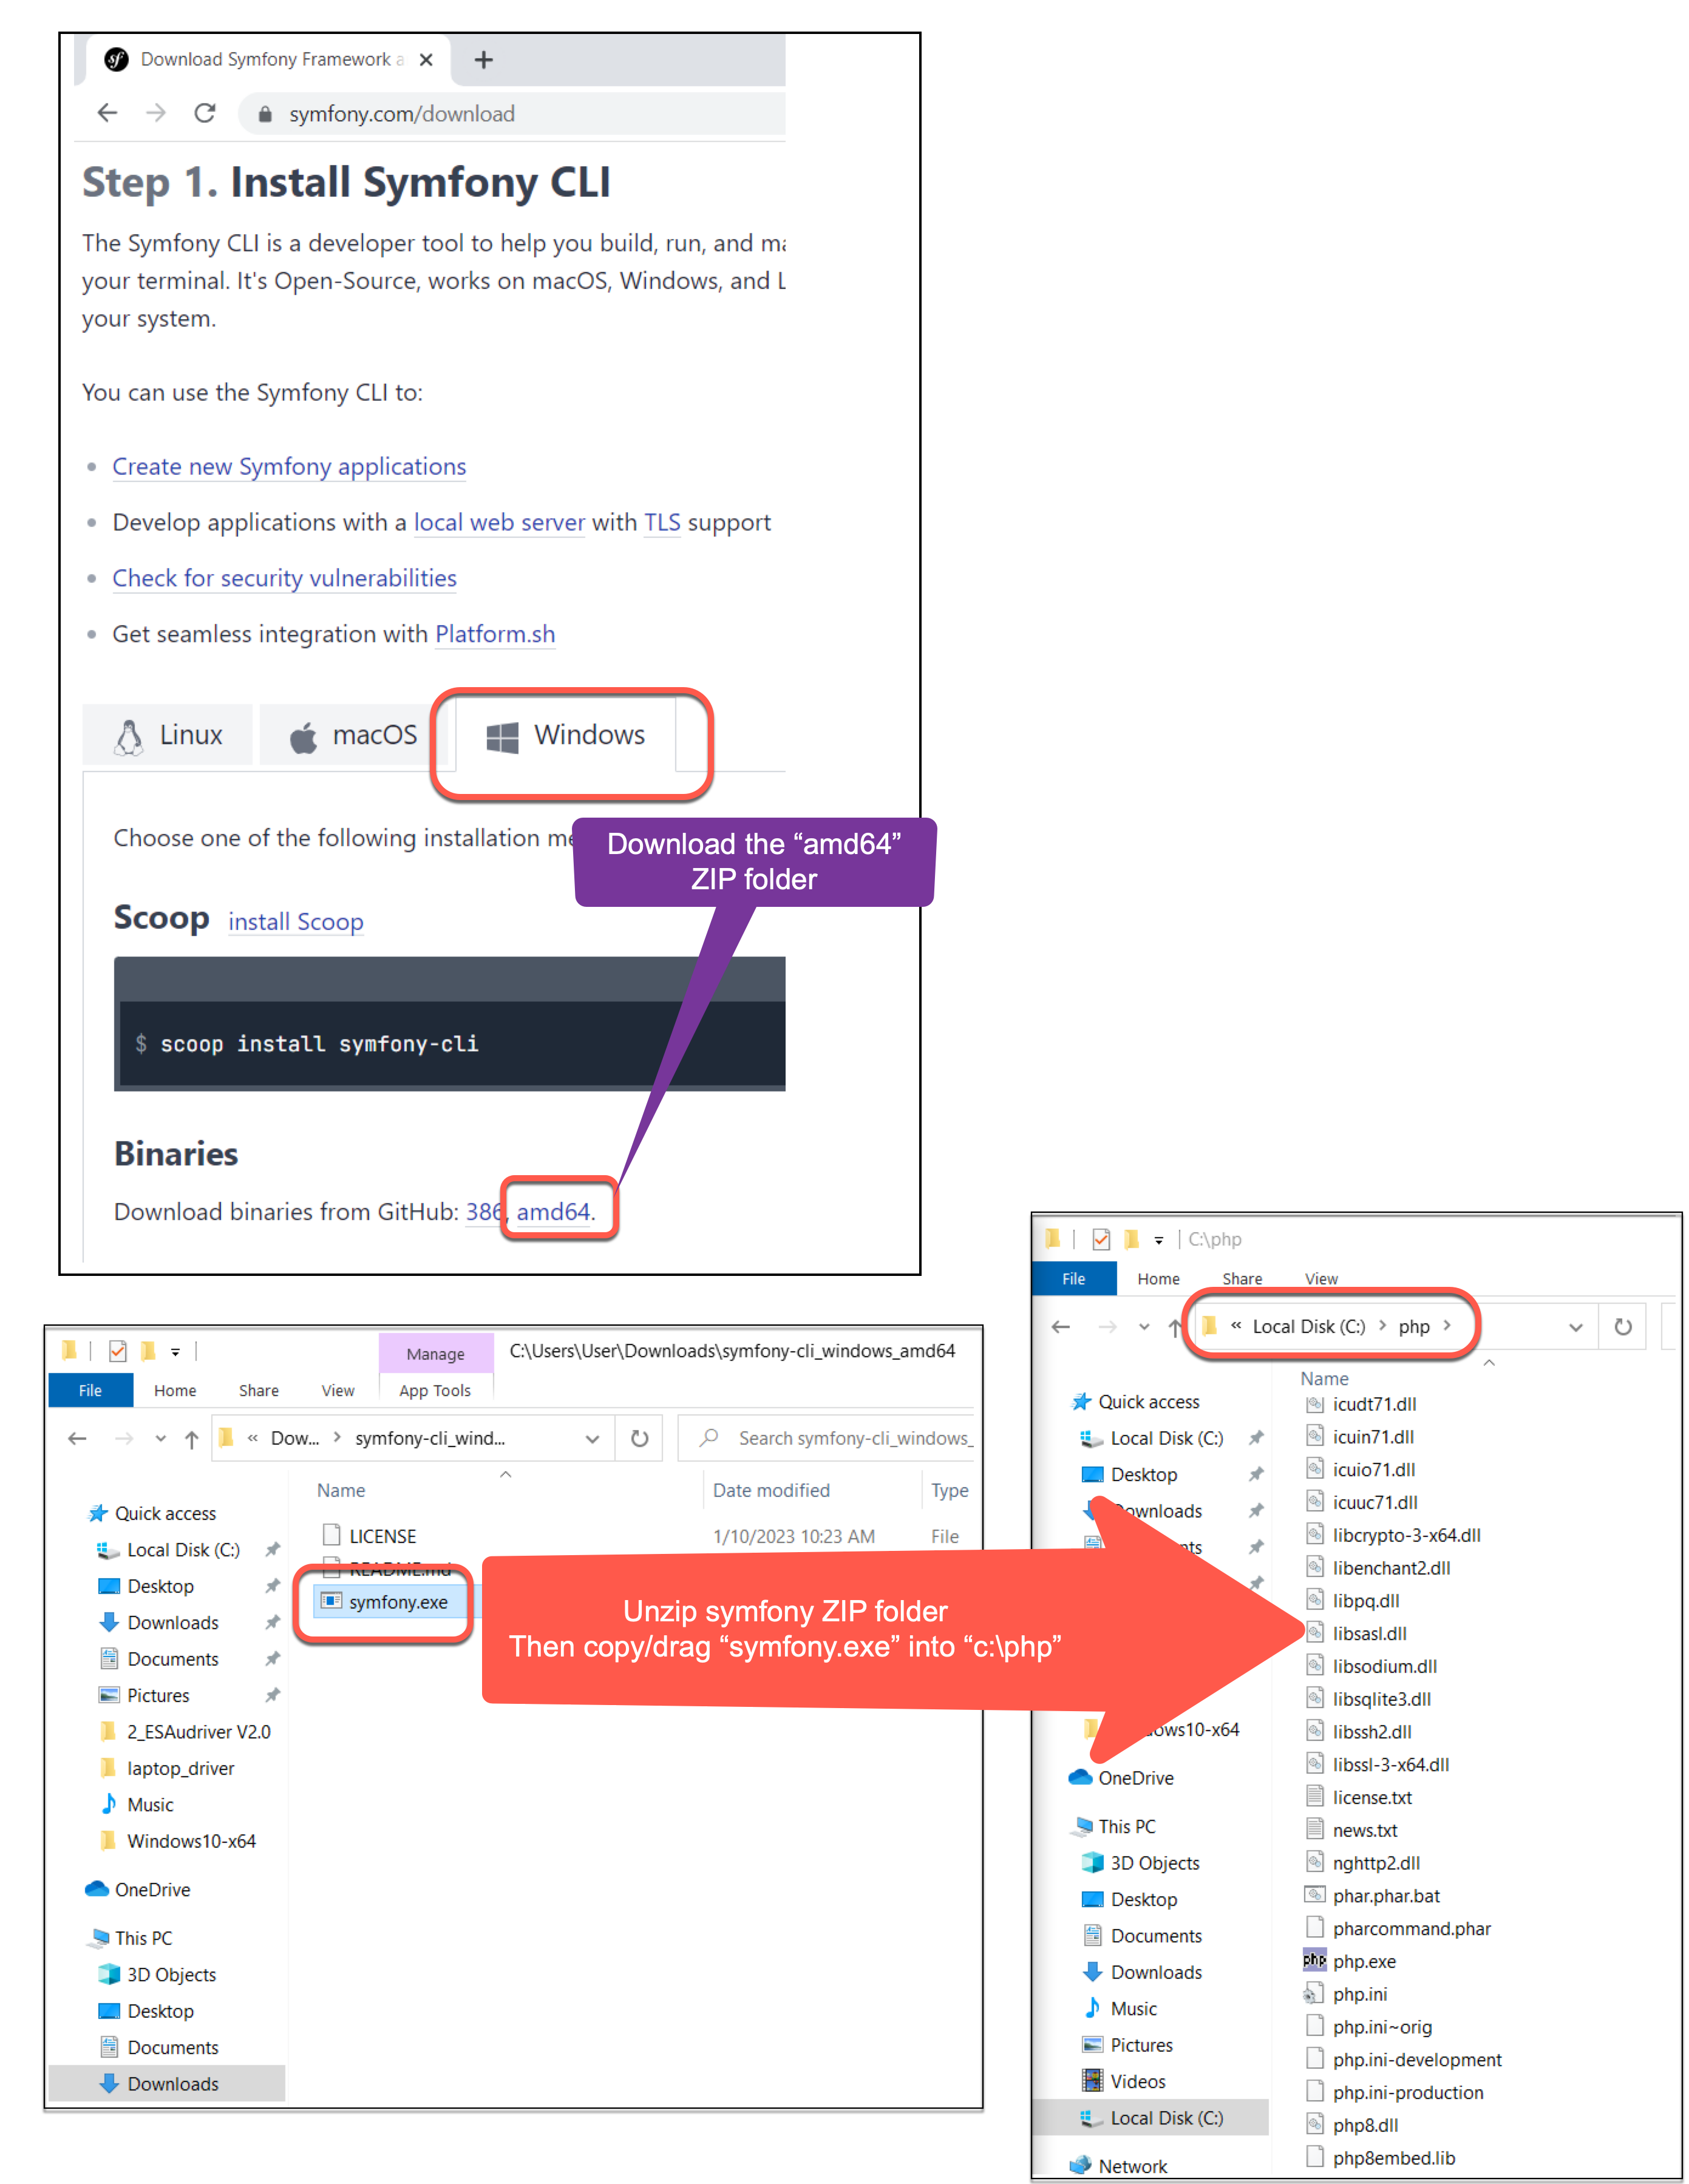 Download Symfony Framework a
symfony.com/download
Step 1. Install Symfony CLI
The Symfony CLI is a developer tool to help you build, run, and
your terminal. It's Open-Source, works on macOS, Windows, and L
your system.
You can use the Symfony CLI to:
Create new Symfony applications
Develop applications with a local web server with TLS support
Check for security vulnerabilities
Get seamless integration with Platform.sh
Linux
macOS
Windows
Choose one of the following installation
Download the “amd64”
ZIP folder
Scoop install Scoop
$ scoop install symfony-cli
Binaries
Download binaries from GitHub: 386, amd64.
Manage
C:\Users\User\Downloads\symfony-cli_windows_amd64
File
Home
Share
View
App Tools
« Dow... > symfony-cli_wind...
Search symfony-cli_windows_
Name
Date modified
Type
Quick access
Local Disk (C:)
Desktop
Downloads
Documents
Pictures
2_ESAudriver V2.0
laptop_driver
Music
Windows10-x64
OneDrive
This PC
3D Objects
Desktop
Documents
Downloads
LICENSE
1/10/2023 10:23 AM
File
README.md
symfony.exe
Unzip symfony ZIP folder
Then copy/drag “symfony.exe” into “c:\php”
C:\php
File
Home
Share
View
« Local Disk (C:) > php >
Name
Quick access
Local Disk (C:)
Desktop
Downloads
OneDrive
This PC
3D Objects
Desktop
Documents
Downloads
Music
Pictures
Videos
Local Disk (C:)
Network
icudt71.dll
icuin71.dll
icuio71.dll
icuuc71.dll
libcrypto-3-x64.dll
libenchant2.dll
libpq.dll
libsasl.dll
libsodium.dll
libsqlite3.dll
libssh2.dll
libssl-3-x64.dll
license.txt
news.txt
nghttp2.dll
phar.phar.bat
pharcommand.phar
php php.exe
php.ini
php.ini~orig
php.ini-development
php.ini-production
php8.dll
php8embed.lib